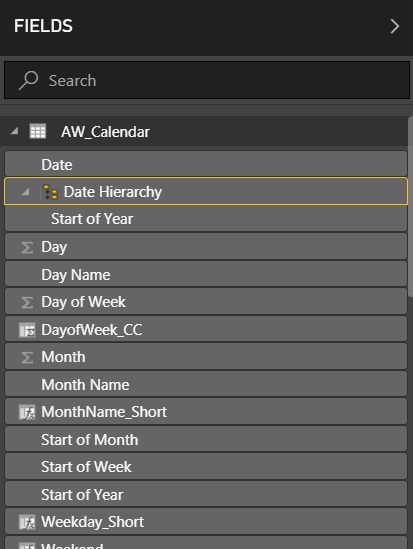 FIELDS
Search
AW_Calendar
Date
Date Hierarchy
Start of Year
Day
Day Name
Day of Week
DayofWeek_CC
Month
Month Name
MonthName_Short
Start of Month
Start of Week
Start of Year
Weekday_Short
Weekend